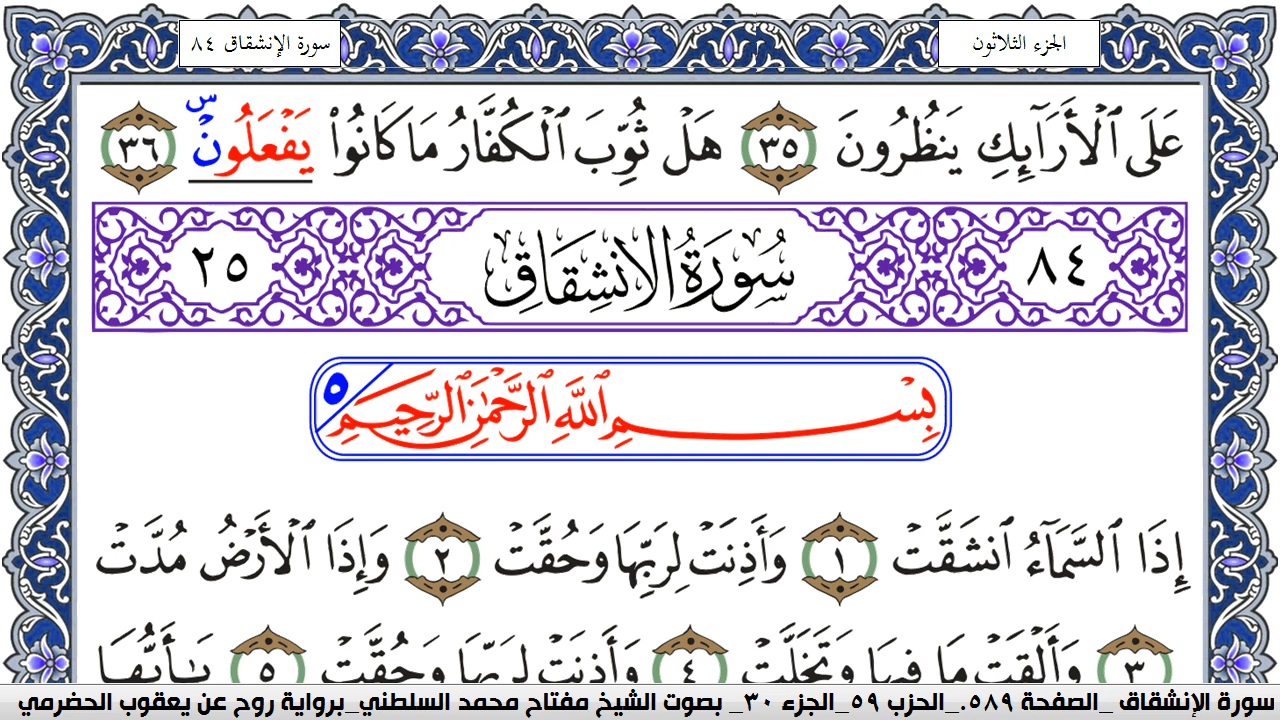 الجزء الثلاثون
سورة الإنشقاق ٨٤
عَلَى ٱلۡأَرَآئِكِ يَنظُرُونَ ٣٥ هَلۡ ثُوِّبَ ٱلۡكُفَّارُ مَا كَانُواْ يَفۡعَلُونَ ٣٦
٨٤ سُورَةُ الانشِقَاقِ ٢٥
بِسۡمِ ٱللَّهِ ٱلرَّحۡمَٰنِ ٱلرَّحِيمِ ٥
إِذَا ٱلسَّمَآءُ ٱنشَقَّتۡ ١ وَأَذِنَتۡ لِرَبِّهَا وَحُقَّتۡ ٢ وَإِذَا ٱلۡأَرۡضُ مُدَّتۡ
٣ وَأَلۡقَتۡ مَا فِيهَا وَتَخَلَّتۡ ٤ وَأَذِنَتۡ لِرَبِّهَا وَحُقَّتۡ ٥ يَٰٓأَيُّهَا
سورة الإنشقاق _الصفحة ٥٨٩._الحزب ٥٩_الجزء ٣٠_ بصوت الشيخ مفتاح محمد السلطني_برواية روح عن يعقوب الحضرمي